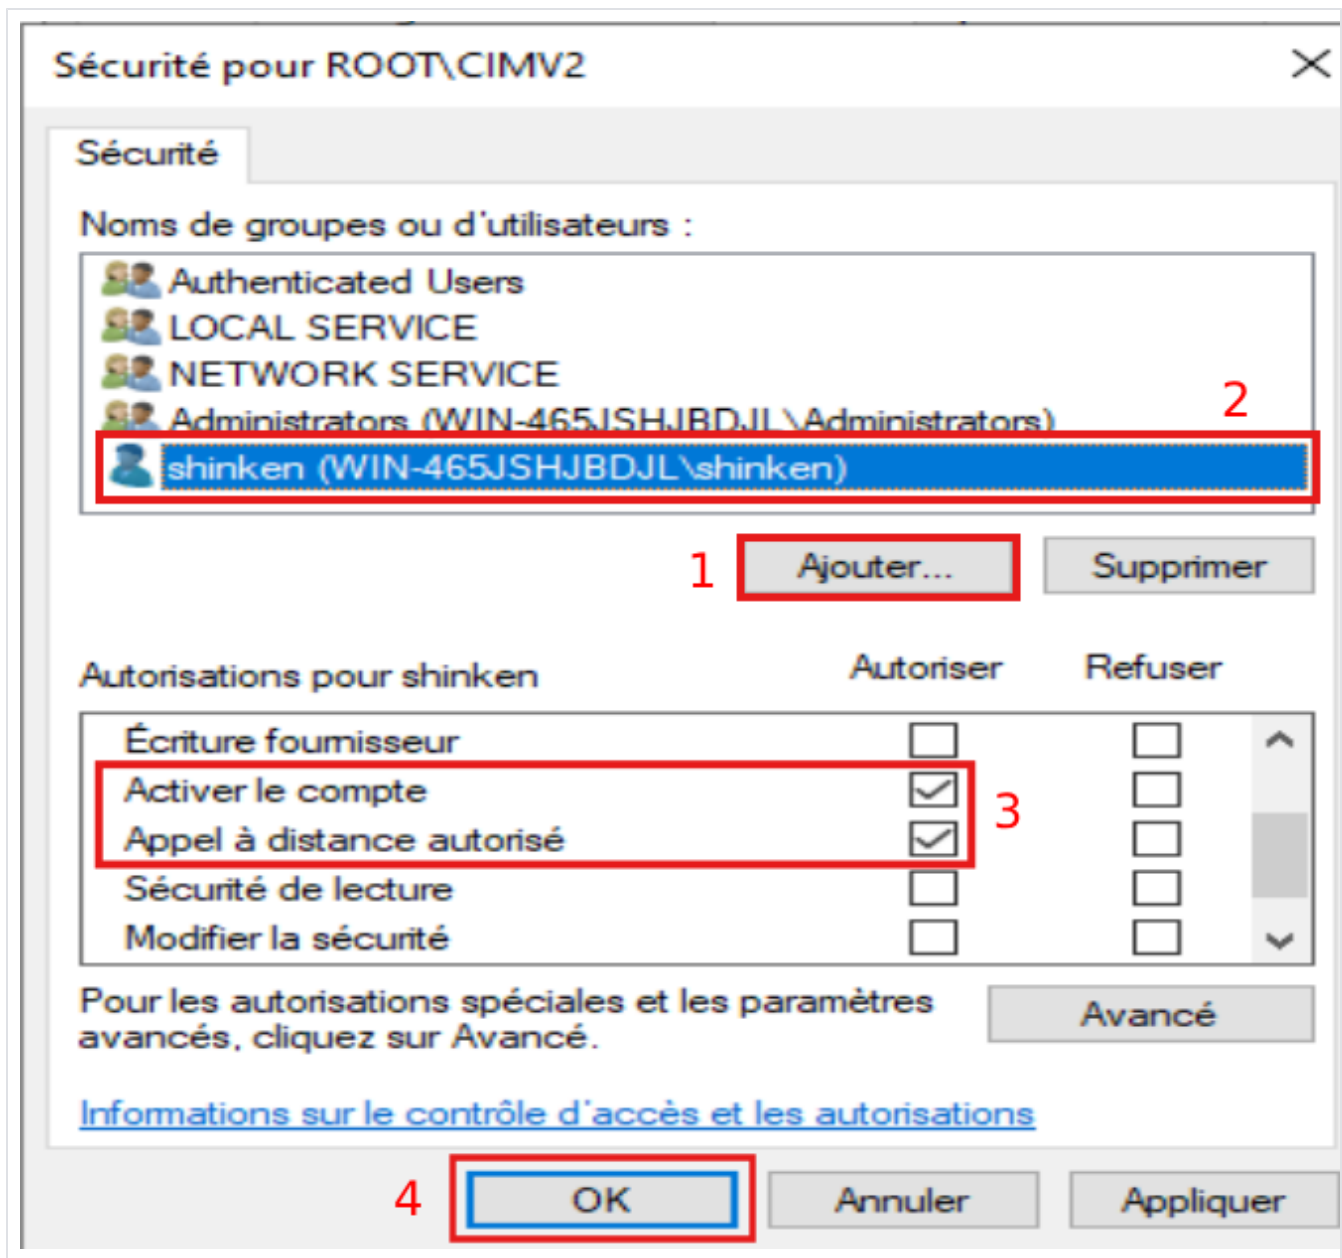 Sécurité pour ROOT\CIMV2
Sécurité
Noms de groupes ou d'utilisateurs :
Authenticated Users
LOCAL SERVICE
NETWORK SERVICE
Administrators (WIN-465JSHJBDJL\Administrators)
2
shinken (WIN-465JSHJBDJL\shinken)
1 Ajouter... Supprimer
Autorisations pour shinken Autoriser Refuser
Écriture fournisseur
Activer le compte
3
Appel à distance autorisé
Sécurité de lecture
Modifier la sécurité
Pour les autorisations spéciales et les paramètres
avancés, cliquez sur Avancé.
Avancé
Informations sur le contrôle d'accès et les autorisations
4 OK Annuler Appliquer